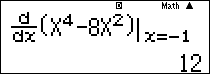 D Math ▲
d/dx(X⁴-8X²)|x=-1
12